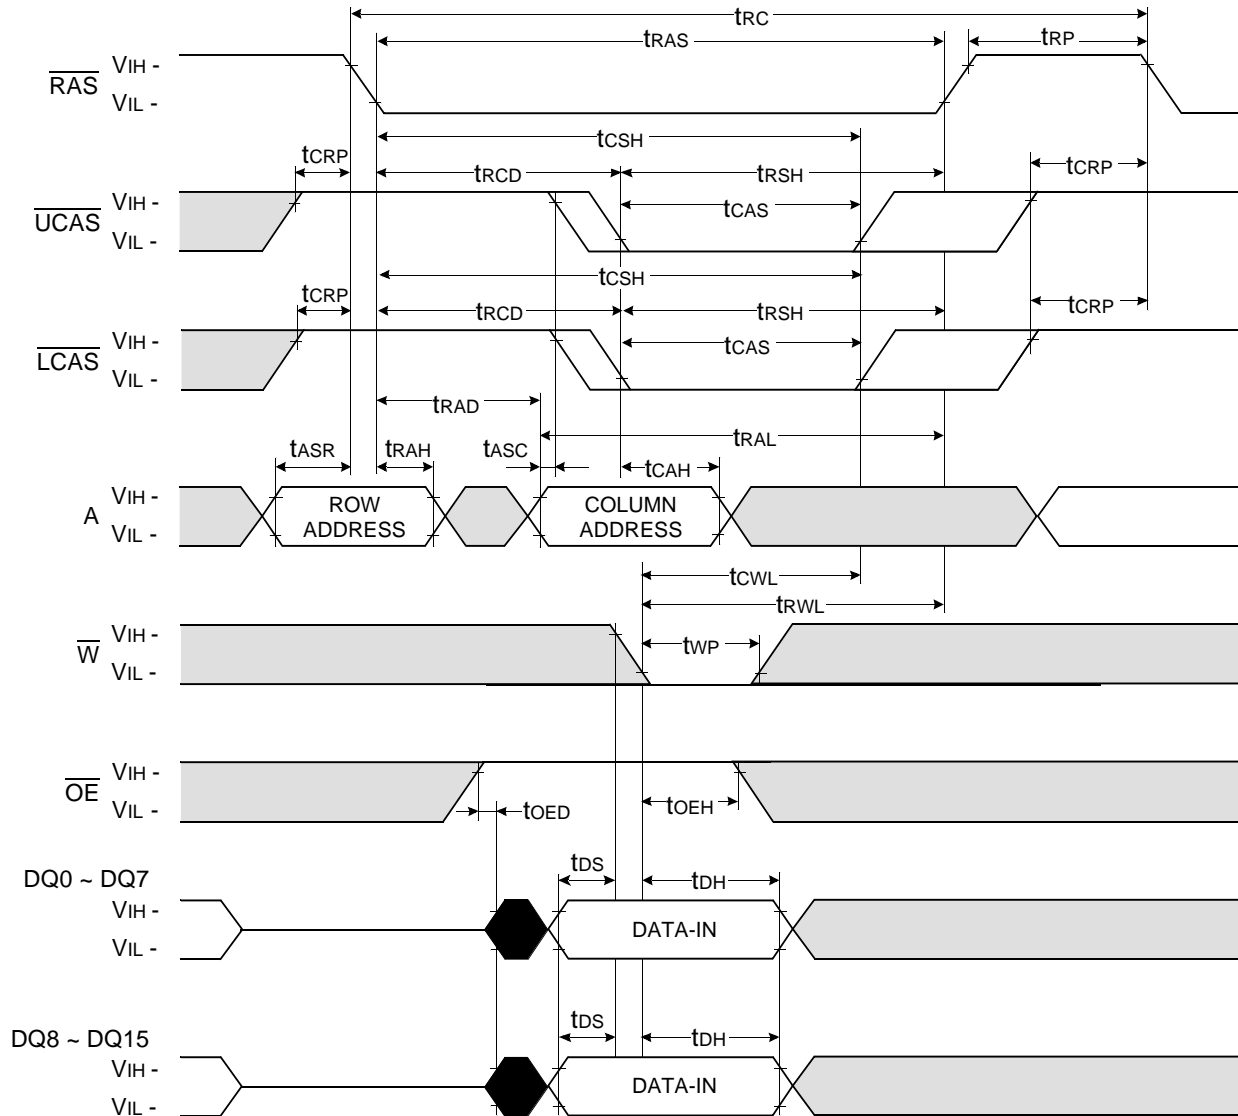 tRC
tRAS
tRP
RAS
VIH -
VIL -
tCSH
tCRP
tRCD
tRSH
tCRP
UCAS
VIH -
VIL -
tCAS
tCSH
tCRP
tRCD
tRSH
tCRP
LCAS
VIH -
VIL -
tCAS
tRAD
tRAL
tASR
tRAH
tASC
tCAH
A
VIH -
VIL -
ROW
ADDRESS
COLUMN
ADDRESS
tCWL
tRWL
W
VIH -
VIL -
tWP
OE
VIH -
VIL -
tOED
tOEH
DQ0 ~ DQ7
VIH -
VIL -
tDS
tDH
DATA-IN
DQ8 ~ DQ15
VIH -
VIL -
tDS
tDH
DATA-IN